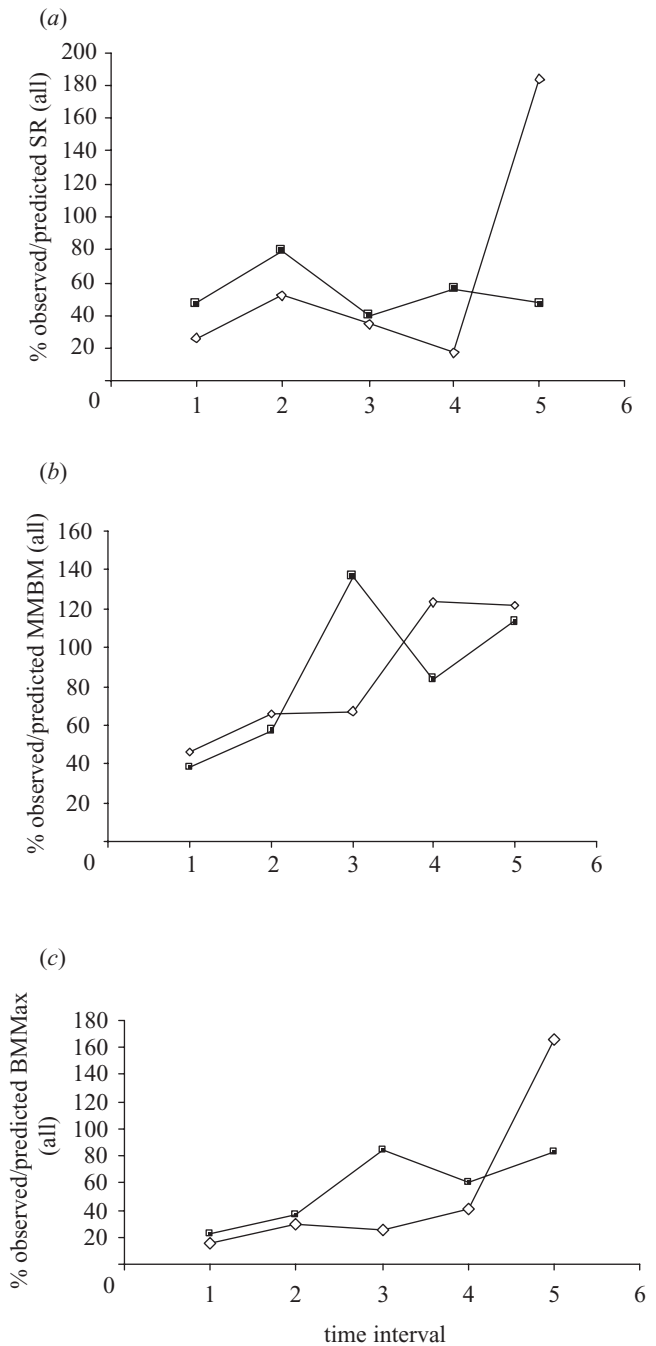 (a)
200
180
160
140
120
100
80
60
40
20
0
1 2 3 4 5 6
% observed/predicted SR (all)
(b)
160
140
120
100
80
60
40
20
0
1 2 3 4 5 6
% observed/predicted MMBM (all)
(c)
180
160
140
120
100
80
60
40
20
0
1 2 3 4 5 6
% observed/predicted BMMax
(all)
time interval